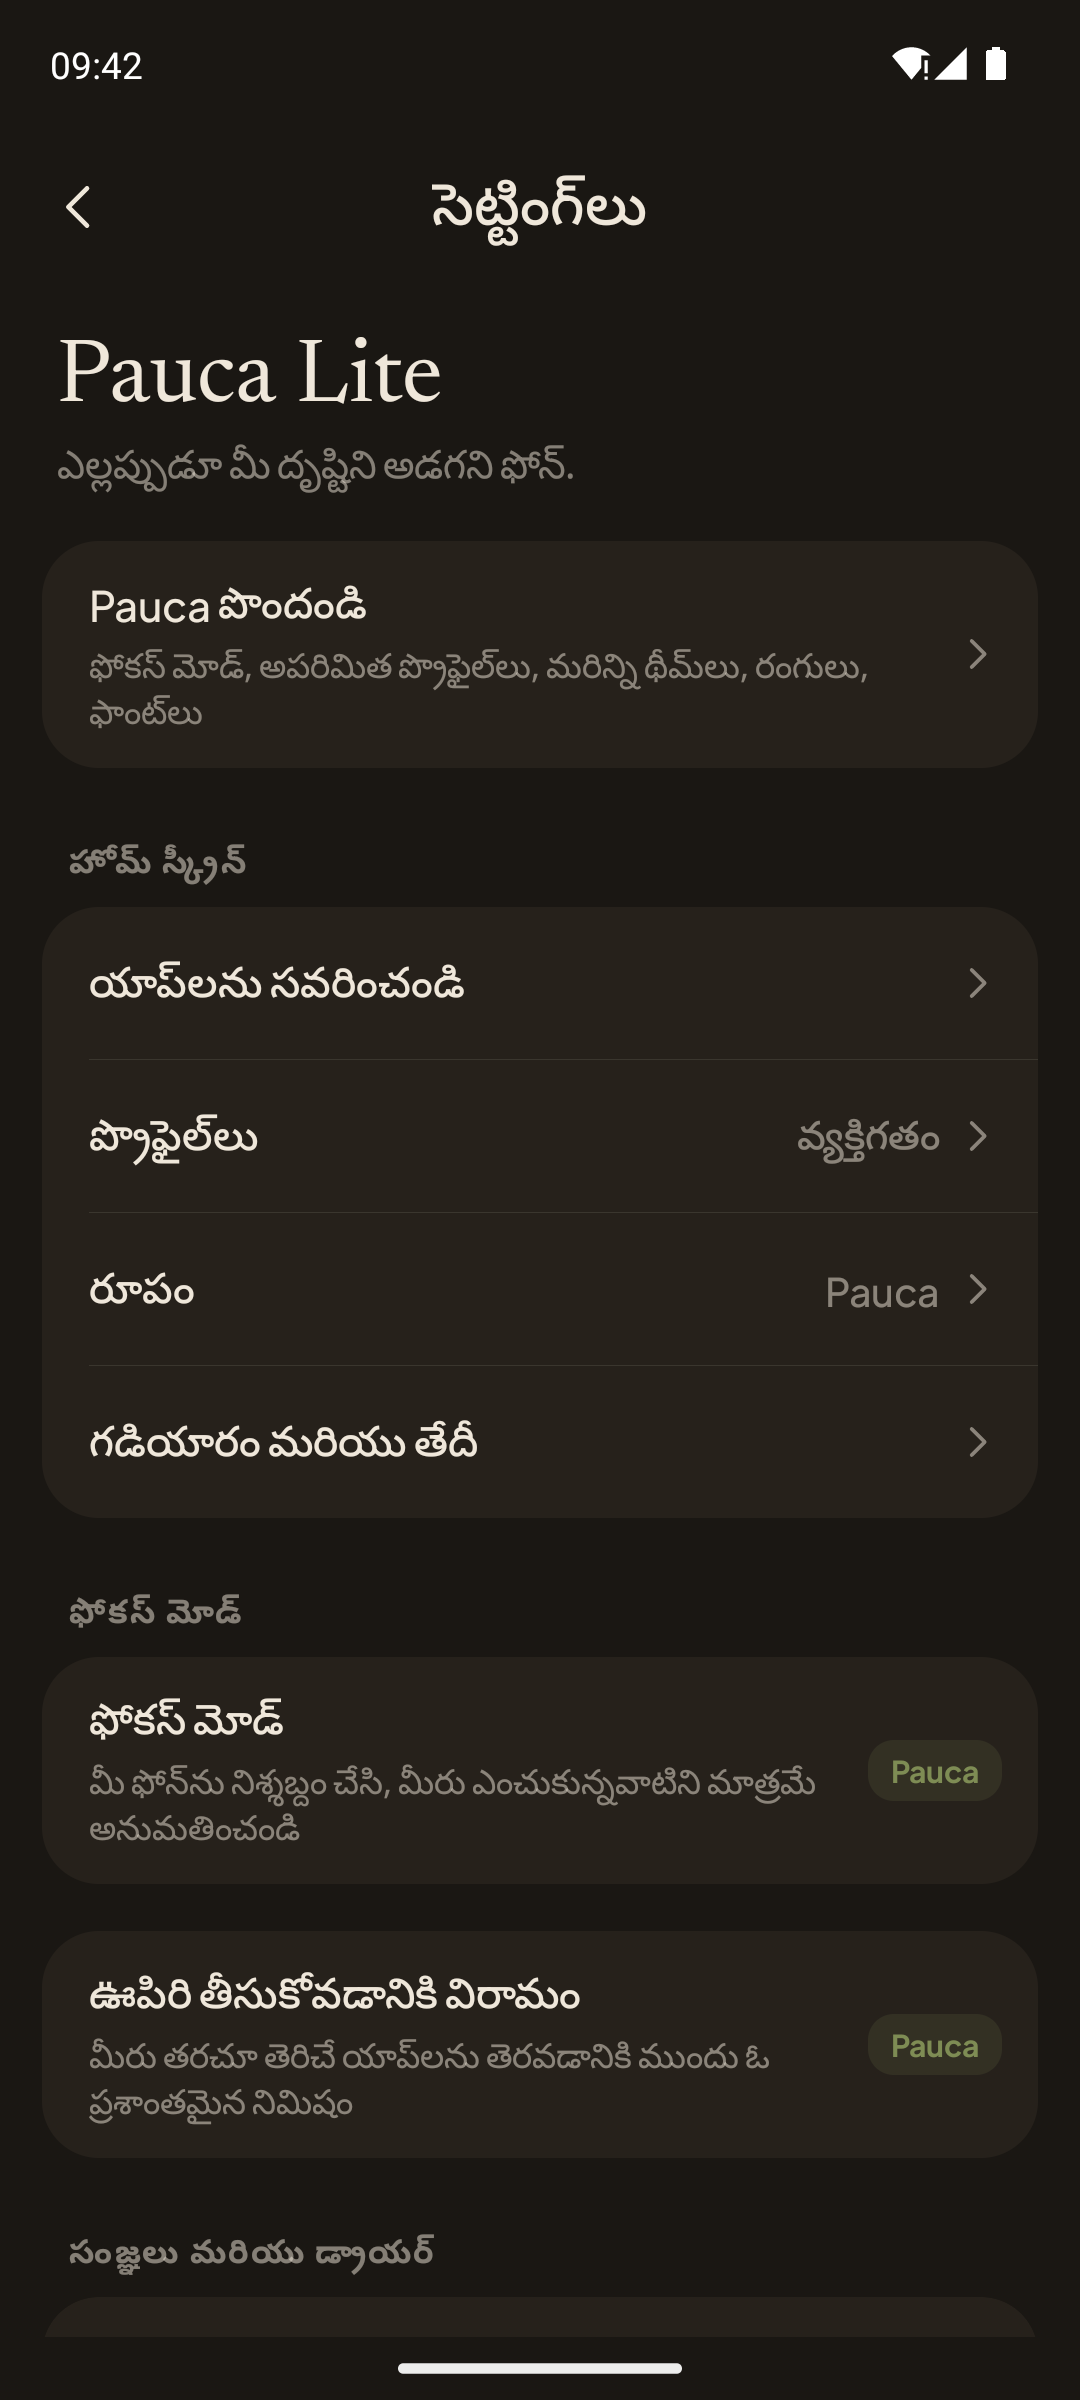 09:42
సెట్టింగ్‌లు
Pauca Lite
ఎల్లప్పుడూ మీ దృష్టిని అడగని ఫోన్.
Pauca పొందండి
ఫోకస్ మోడ్, అపరిమిత ప్రొఫైల్‌లు, మరిన్ని థీమ్‌లు, రంగులు,
ఫాంట్‌లు
హోమ్ స్క్రీన్
యాప్‌లను సవరించండి
ప్రొఫైల్‌లు
వ్యక్తిగతం
రూపం
Pauca
గడియారం మరియు తేదీ
ఫోకస్ మోడ్
ఫోకస్ మోడ్
మీ ఫోన్‌ను నిశ్శబ్దం చేసి, మీరు ఎంచుకున్నవాటిని మాత్రమే
అనుమతించండి
Pauca
ఊపిరి తీసుకోవడానికి విరామం
మీరు తరచూ తెరిచే యాప్‌లను తెరవడానికి ముందు ఓ
ప్రశాంతమైన నిమిషం
Pauca
సంజ్ఞలు మరియు డ్రాయర్